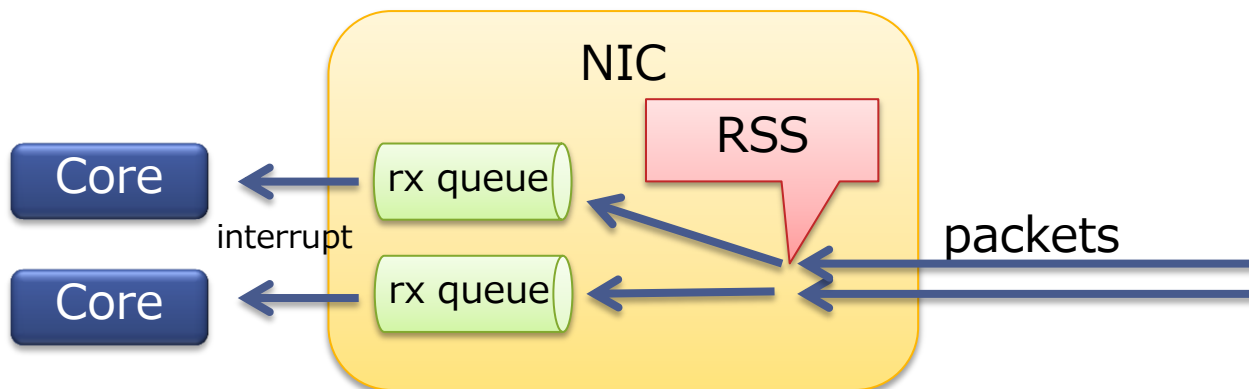 NIC
RSS
Core
rx queue
interrupt
packets
Core
rx queue